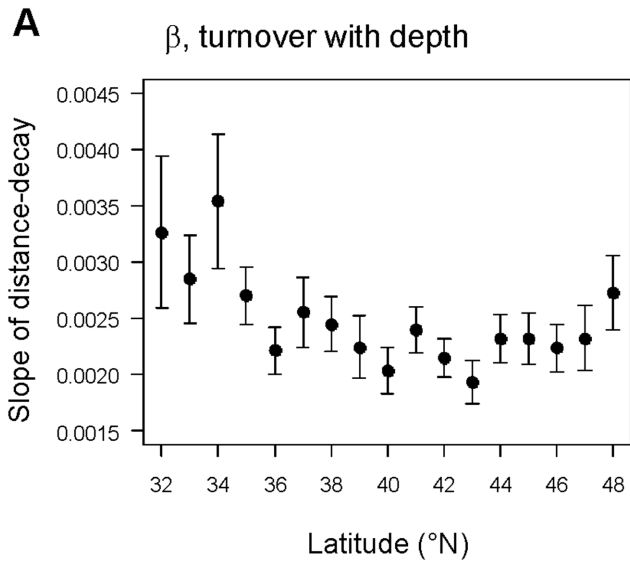 A
β, turnover with depth
Slope of distance-decay
0.0045
0.0040
0.0035
0.0030
0.0025
0.0020
0.0015
32 34 36 38 40 42 44 46 48
Latitude (°N)